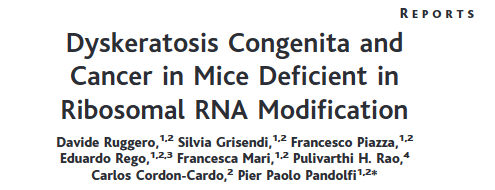 REPORTS
Dyskeratosis Congenita and
Cancer in Mice Deficient in
Ribosomal RNA Modification
Davide Ruggero,1,2 Silvia Grisendi,1,2 Francesco Piazza,1,2
Eduardo Rego,1,2,3 Francesca Mari,1,2 Pulivarthi H. Rao,4
Carlos Cordon-Cardo,2 Pier Paolo Pandolfi1,2*